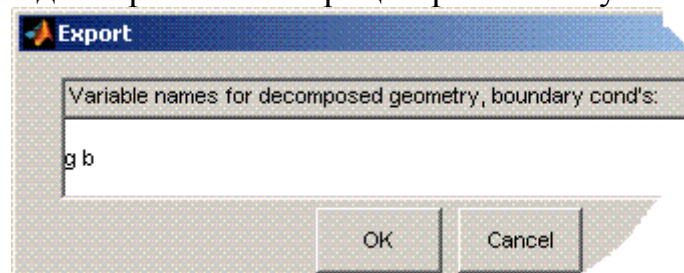 Export
Variable names for decomposed geometry, boundary cond's:
g b
OK
Cancel